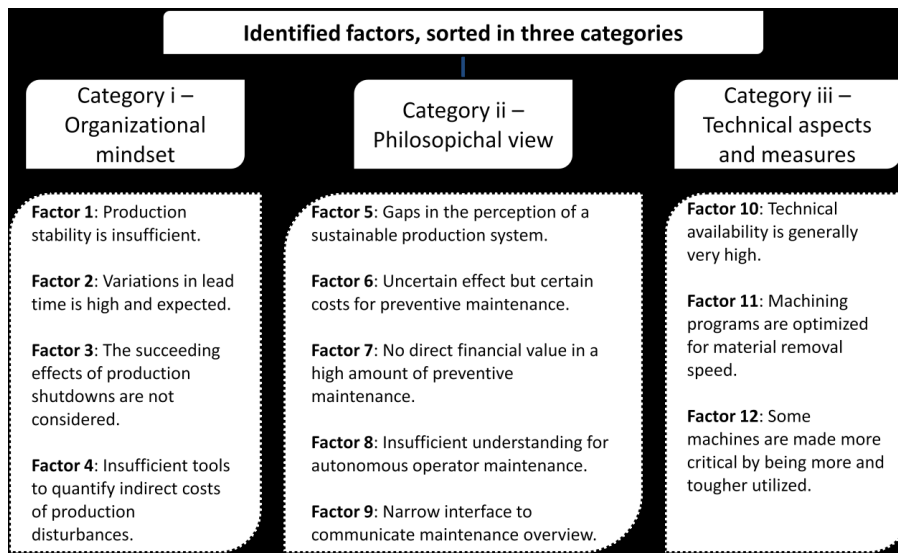 Identified factors, sorted in three categories
Category i –
Organizational
mindset
Category ii –
Philosopichal view
Category iii –
Technical aspects
and measures
Factor 1: Production
stability is insufficient.
Factor 2: Variations in lead
time is high and expected.
Factor 3: The succeeding
effects of production
shutdowns are not
considered.
Factor 4: Insufficient tools
to quantify indirect costs
of production
disturbances.
Factor 5: Gaps in the perception of a
sustainable production system.
Factor 6: Uncertain effect but certain
costs for preventive maintenance.
Factor 7: No direct financial value in a
high amount of preventive
maintenance.
Factor 8: Insufficient understanding for
autonomous operator maintenance.
Factor 9: Narrow interface to
communicate maintenance overview.
Factor 10: Technical
availability is generally
very high.
Factor 11: Machining
programs are optimized
for material removal
speed.
Factor 12: Some
machines are made more
critical by being more and
tougher utilized.